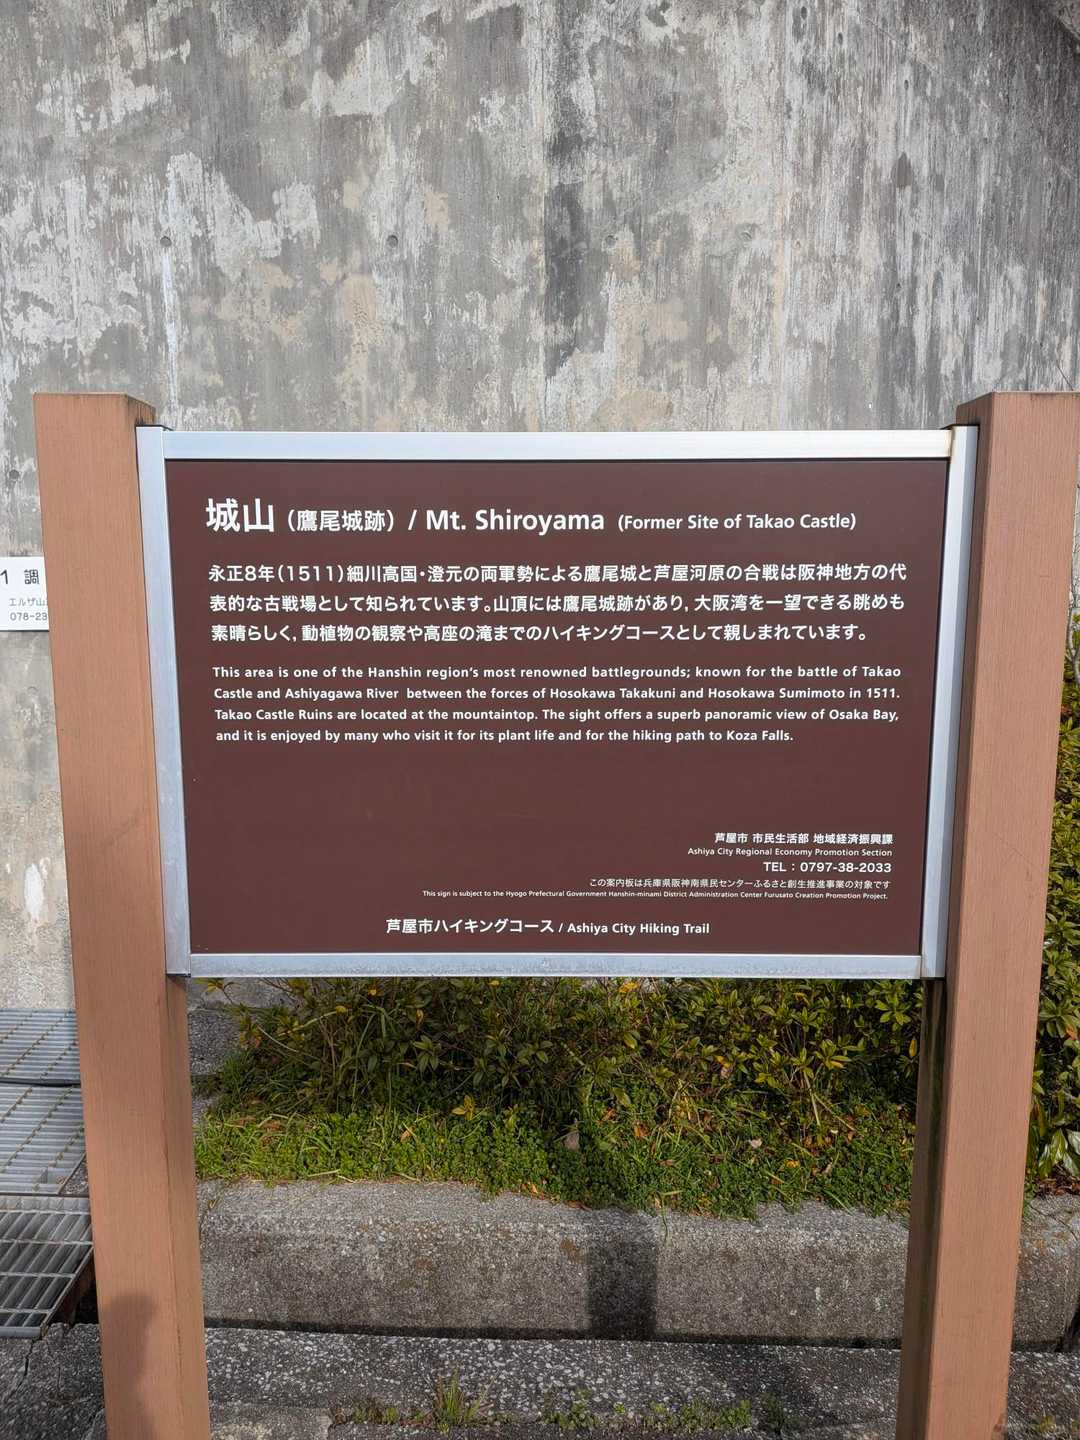 城山（鷹尾城跡）/ Mt. Shiroyama (Former Site of Takao Castle)
永正8年（1511）細川高国・澄元の両軍勢による鷹尾城と芦屋河原の合戦は阪神地方の代
表的な古戦場として知られています。山頂には鷹尾城跡があり，大阪湾を一望できる眺めも
素晴らしく，動植物の観察や高座の滝までのハイキングコースとして親しまれています。
This area is one of the Hanshin region's most renowned battlegrounds; known for the battle of Takao
Castle and Ashiyagawa River between the forces of Hosokawa Takakuni and Hosokawa Sumimoto in 1511.
Takao Castle Ruins are located at the mountaintop. The sight offers a superb panoramic view of Osaka Bay,
and it is enjoyed by many who visit it for its plant life and for the hiking path to Koza Falls.
芦屋市 市民生活部 地域経済振興課
Ashiya City Regional Economy Promotion Section
TEL：0797-38-2033
この案内板は兵庫県阪神南県民センターふるさと創生推進事業の対象です
This sign is subject to the Hyogo Prefectural Government Hanshin-minami District Administration Center Furusato Creation Promotion Project.
芦屋市ハイキングコース / Ashiya City Hiking Trail
1 調
エルザ山
078-23